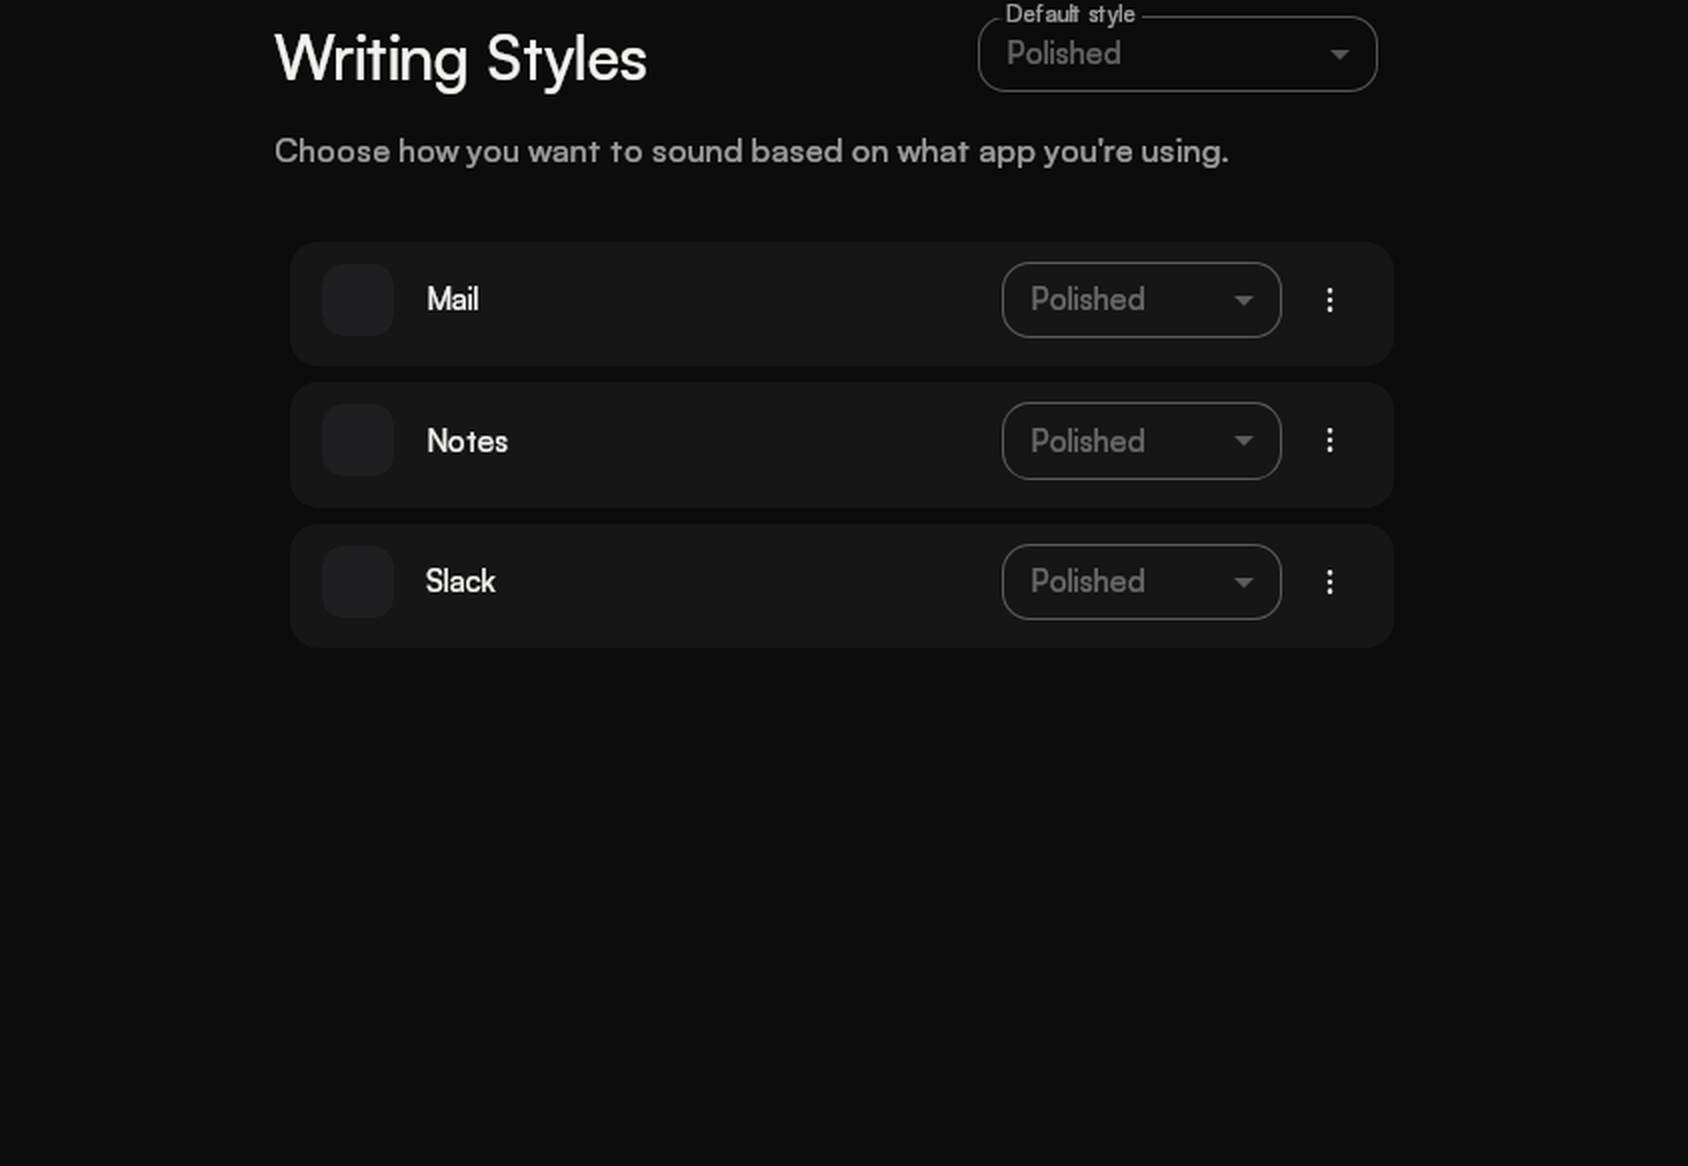 Default style
Writing Styles
Polished
Choose how you want to sound based on what app you're using.
Mail
Polished
Notes
Polished
Slack
Polished